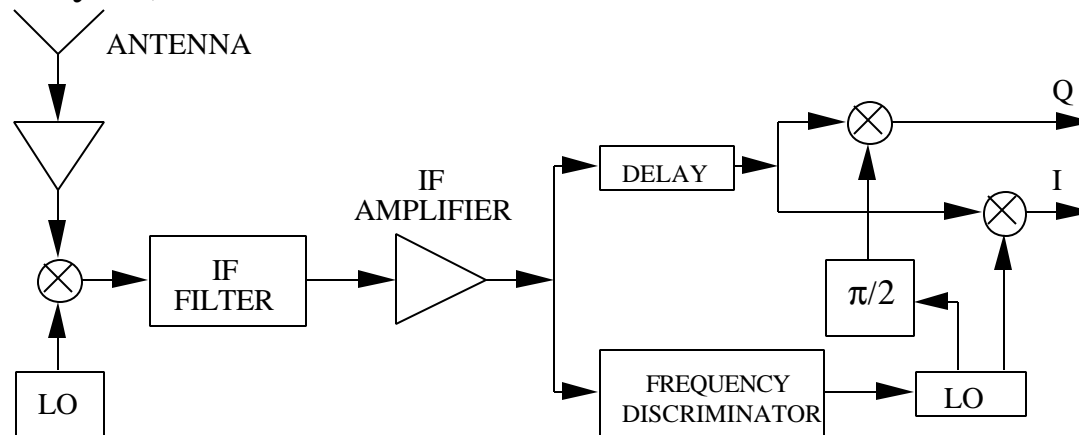 ANTENNA
Q
I
DELAY
IF
AMPLIFIER
IF
FILTER
π/2
LO
FREQUENCY
DISCRIMINATOR
LO